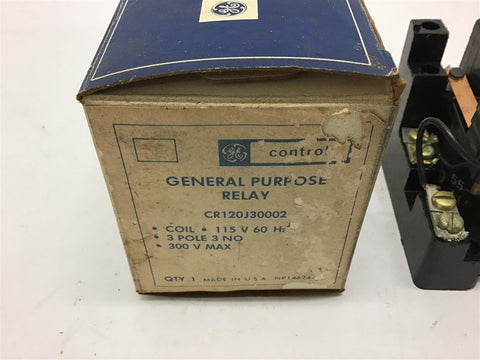 control
GENERAL PURPOSE
RELAY
CR120J30002
• COIL • 115 V 60 Hz
• 3 POLE 3 NO
• 300 V MAX
QTY 1 MADE IN U.S.A.